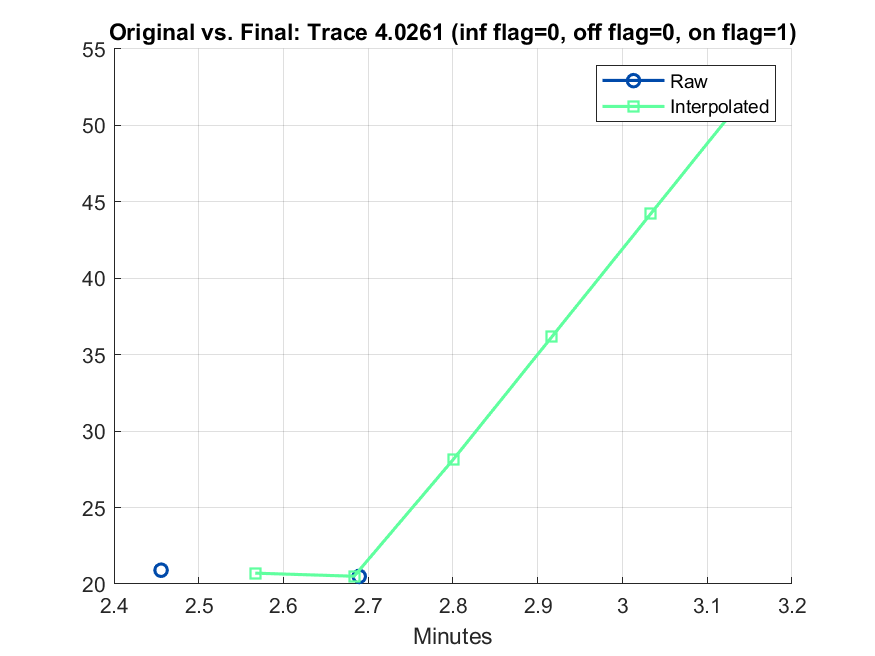 Original vs. Final: Trace 4.0261 (inf flag=0, off flag=0, on flag=1)
55
50
45
40
35
30
25
20
Raw
Interpolated
2.4 2.5 2.6 2.7 2.8 2.9 3 3.1 3.2
Minutes